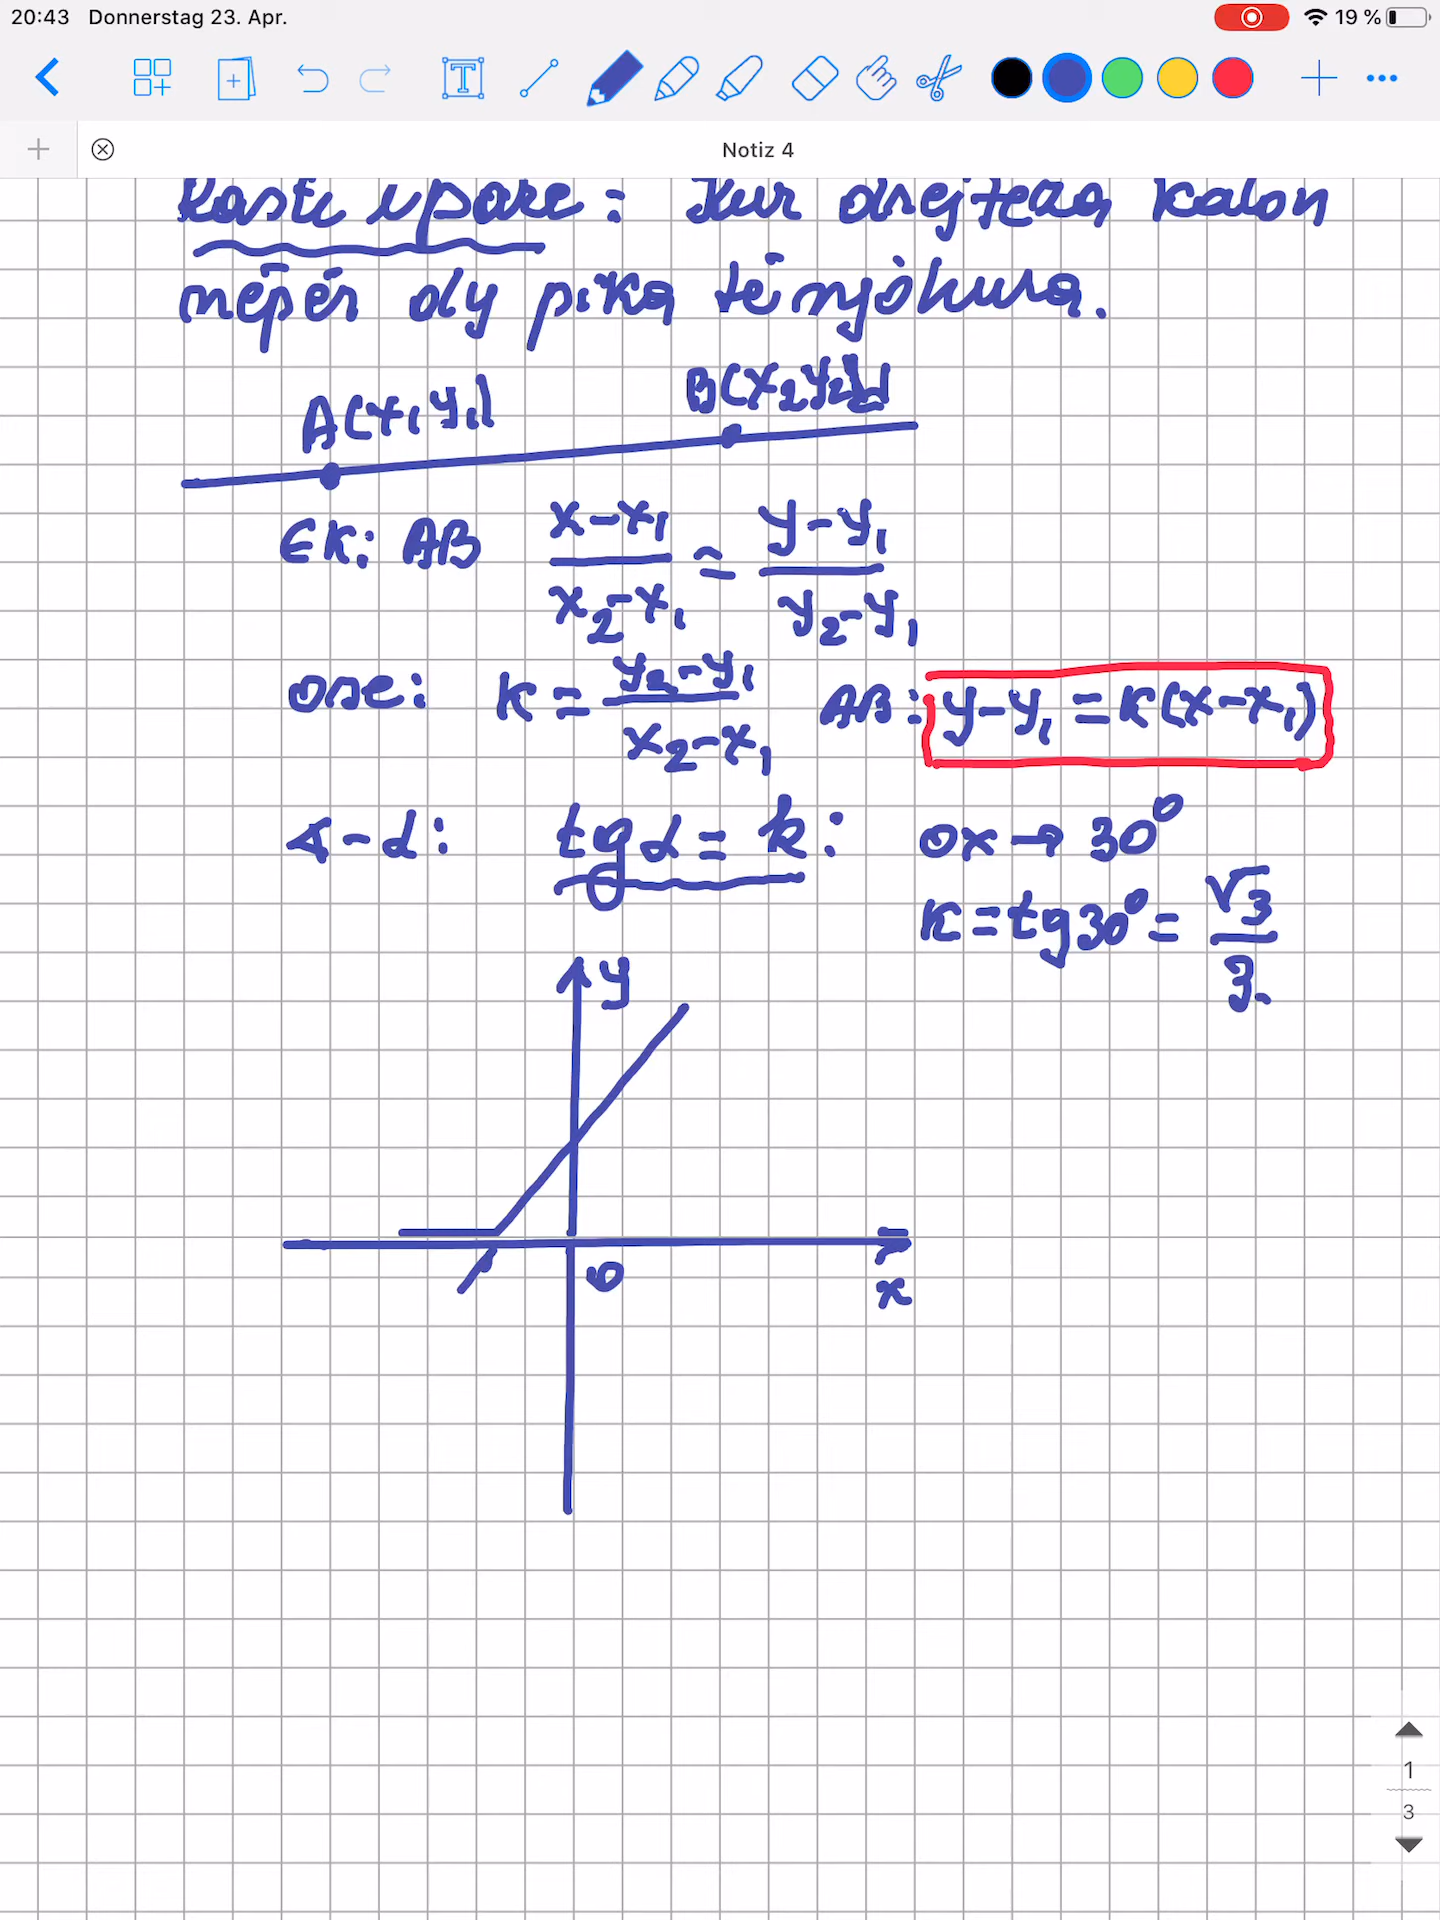 20:43 Donnerstag 23. Apr. 19 %
Notiz 4
Rasti i parë: Kur drejtëza kalon
nëpër dy pika të njohura.
A(x₁ y₁) B(x₂ y₂)
EK: AB x-x₁/x₂-x₁ = y-y₁/y₂-y₁
ose: K = y₂-y₁/x₂-x₁ AB: y-y₁ = K(x-x₁)
∢-α: tgα = k: ox → 30°
K = tg30° = √3/3.
y
0
x
1
3